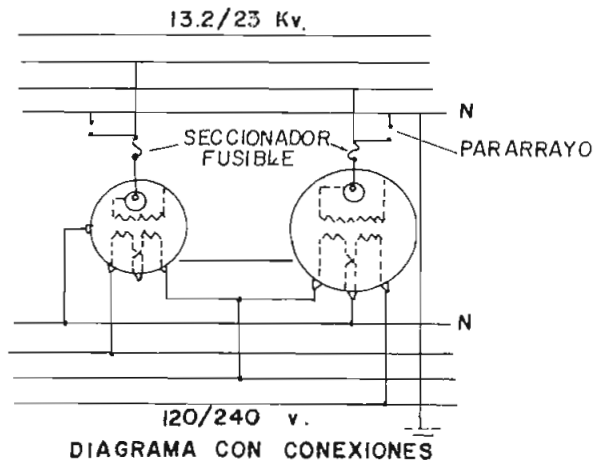 13.2/23 Kv.
N
SECCIONADOR
FUSIBLE
PARARRAYO
N
120/240 v.
DIAGRAMA CON CONEXIONES